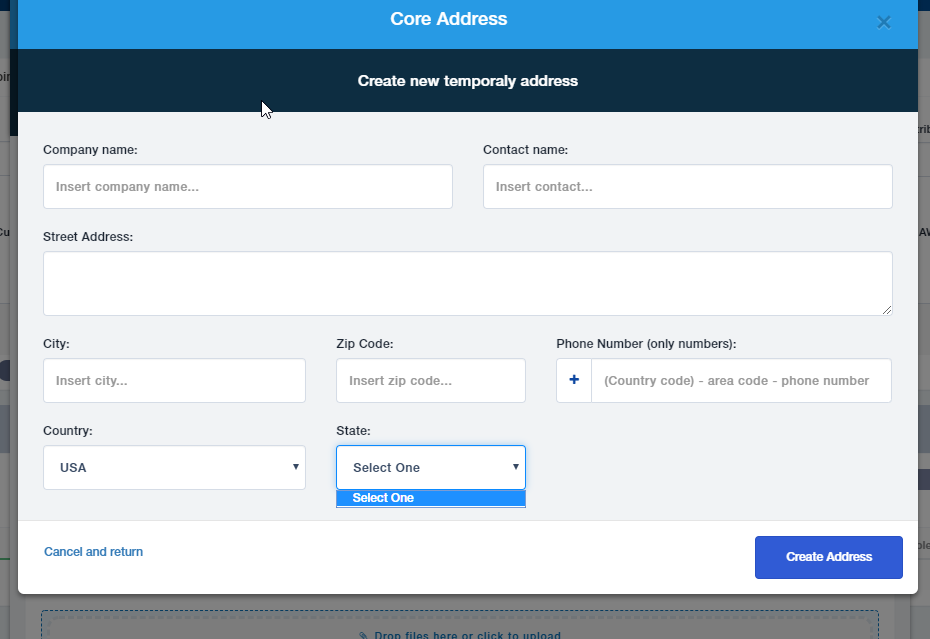 Core Address
×
Create new temporaly address
Company name:
Contact name:
Insert company name...
Insert contact...
Street Address:
City:
Zip Code:
Phone Number (only numbers):
Insert city...
Insert zip code...
+
(Country code) - area code - phone number
Country:
State:
USA
Select One
Select One
Cancel and return
Create Address
Drop files here or click to upload